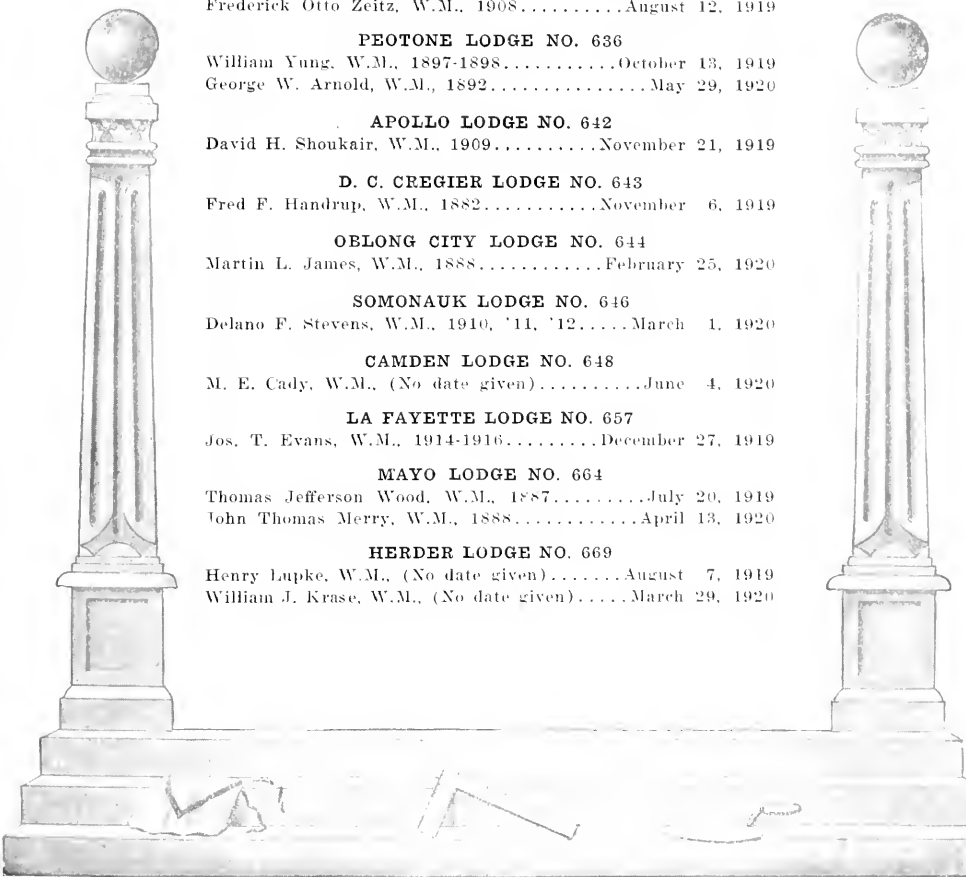 Frederick Otto Zeitz, W.M., 1908..........August 12, 1919
PEOTONE LODGE NO. 636
William Yung, W.M., 1897-1898...........October 13, 1919
George W. Arnold, W.M., 1892...............May 29, 1920
APOLLO LODGE NO. 642
David H. Shoukair, W.M., 1909..........November 21, 1919
D. C. CREGIER LODGE NO. 643
Fred F. Handrup, W.M., 1882...........November 6, 1919
OBLONG CITY LODGE NO. 644
Martin L. James, W.M., 1888............February 25, 1920
SOMONAUK LODGE NO. 646
Delano F. Stevens, W.M., 1910, '11, '12.....March 1, 1920
CAMDEN LODGE NO. 648
M. E. Cady, W.M., (No date given)..........June 4, 1920
LA FAYETTE LODGE NO. 657
Jos. T. Evans, W.M., 1914-1916.........December 27, 1919
MAYO LODGE NO. 664
Thomas Jefferson Wood, W.M., 1887.........July 20, 1919
John Thomas Merry, W.M., 1888............April 13, 1920
HERDER LODGE NO. 669
Henry Lupke, W.M., (No date given).......August 7, 1919
William J. Krase, W.M., (No date given).....March 29, 1920